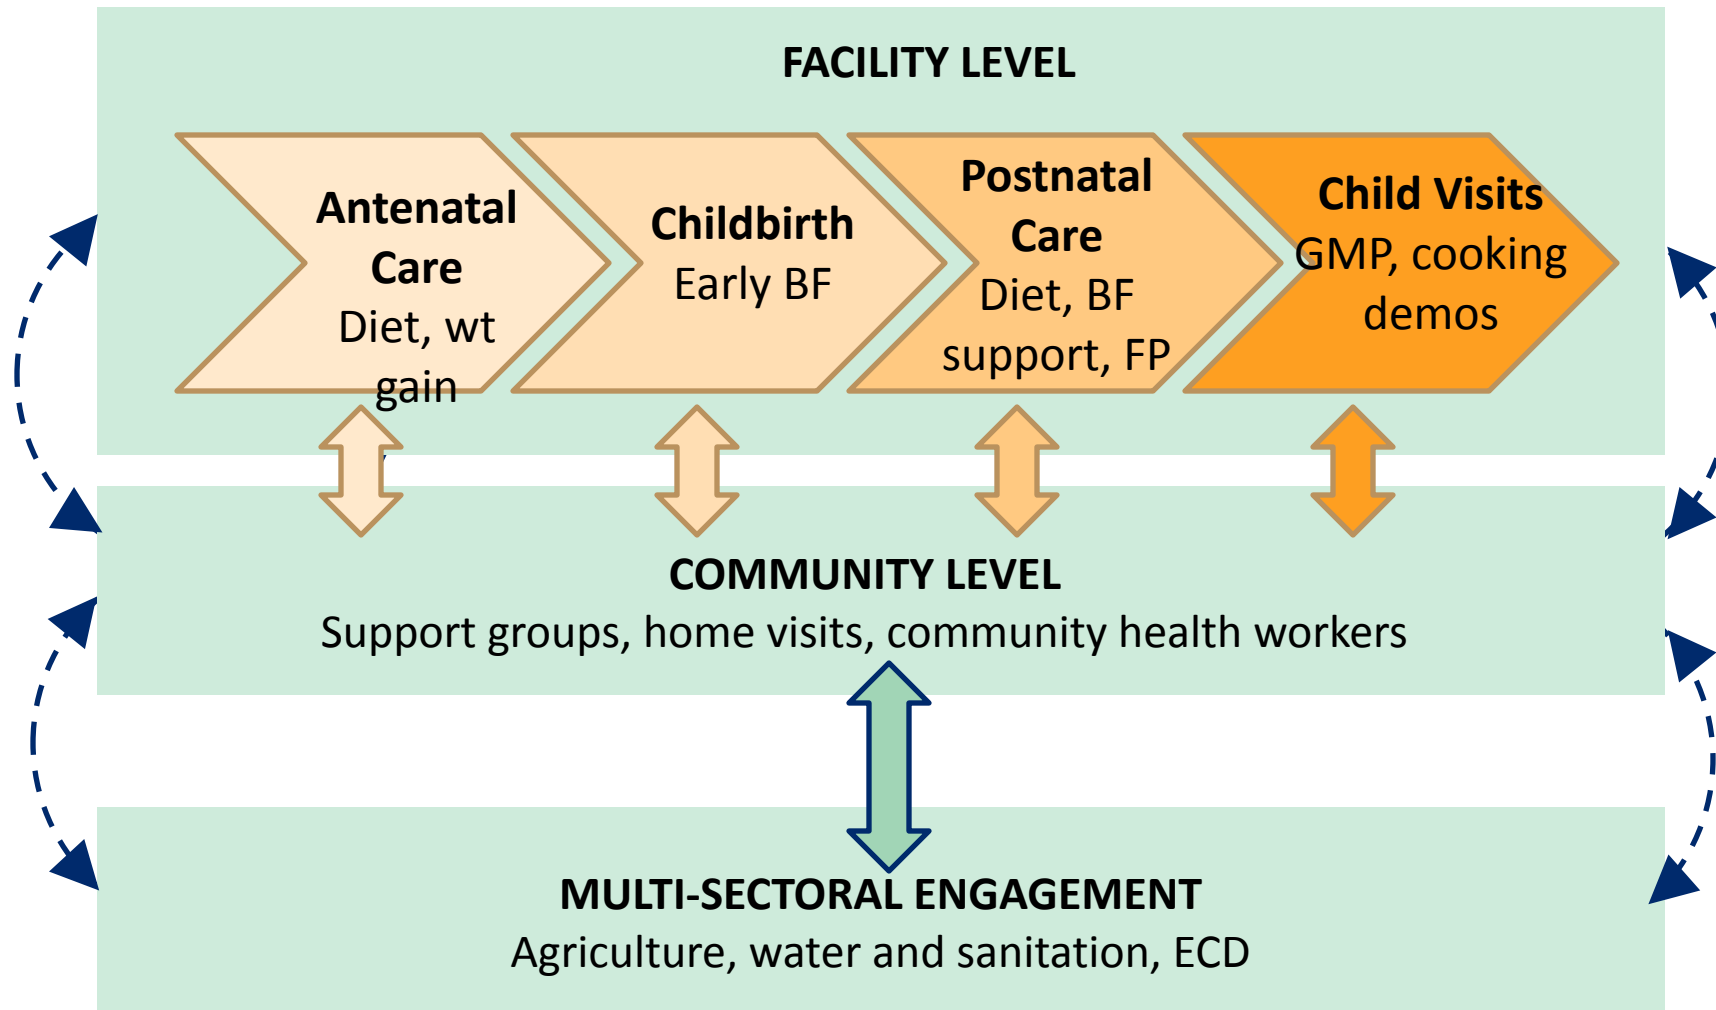 FACILITY LEVEL
Antenatal
Care
Diet, wt
gain
Childbirth
Early BF
Postnatal
Care
Diet, BF
support, FP
Child Visits
GMP, cooking
demos
COMMUNITY LEVEL
Support groups, home visits, community health workers
MULTI-SECTORAL ENGAGEMENT
Agriculture, water and sanitation, ECD